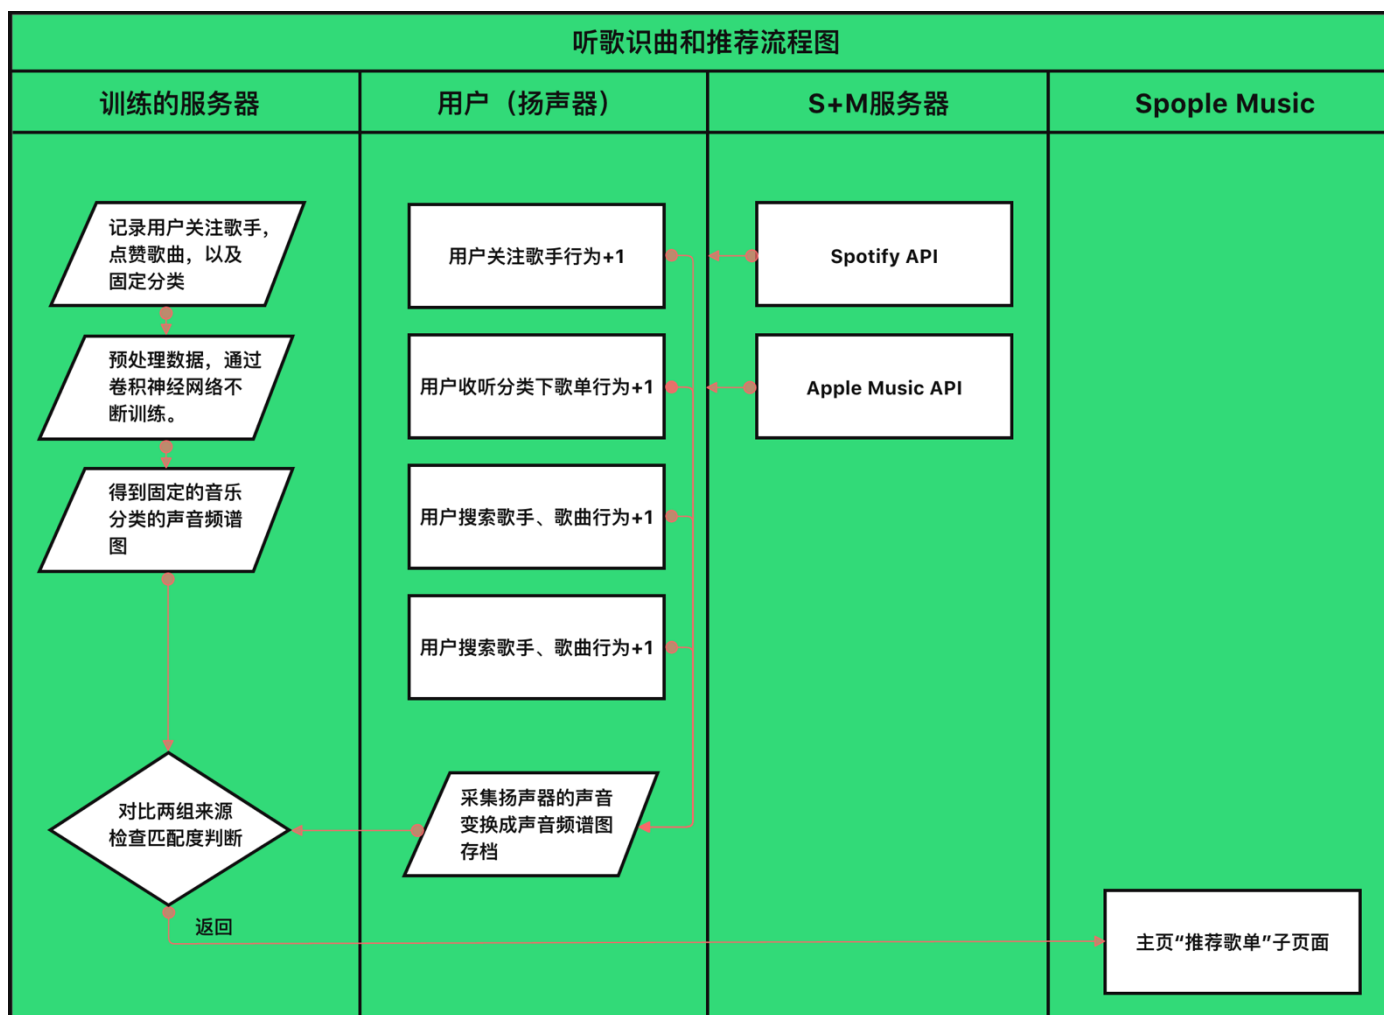 听歌识曲和推荐流程图
训练的服务器
用户（扬声器）
S+M服务器
Spople Music
记录用户关注歌手，
点赞歌曲，以及
固定分类
预处理数据，通过
卷积神经网络不
断训练。
得到固定的音乐
分类的声音频谱
图
对比两组来源
检查匹配度判断
返回
用户关注歌手行为+1
用户收听分类下歌单行为+1
用户搜索歌手、歌曲行为+1
用户搜索歌手、歌曲行为+1
采集扬声器的声音
变换成声音频谱图
存档
Spotify API
Apple Music API
主页“推荐歌单”子页面